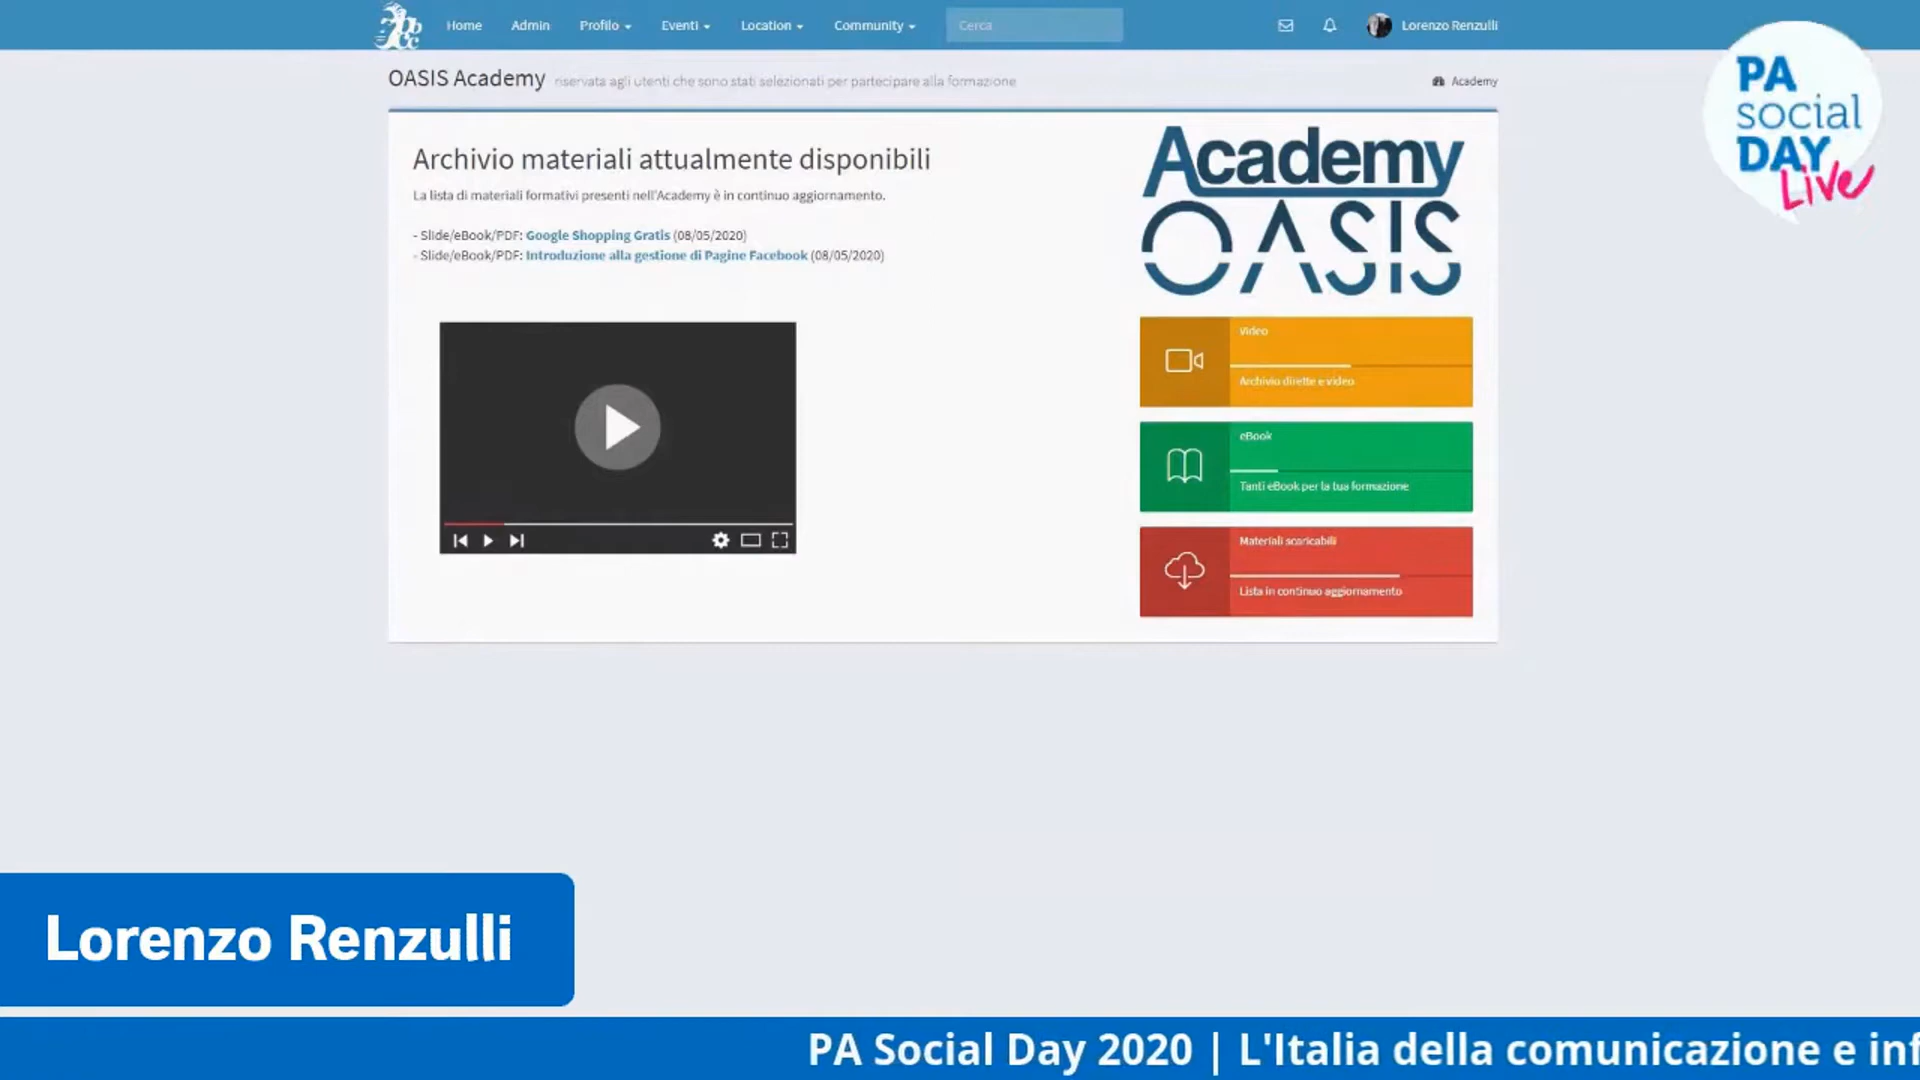 Home Admin Profilo Eventi Location Community Cerca Lorenzo Renzulli
OASIS Academy riservata agli utenti che sono stati selezionati per partecipare alla formazione Academy
PA
social
DAY
Live
Archivio materiali attualmente disponibili
La lista di materiali formativi presenti nell'Academy è in continuo aggiornamento.
- Slide/eBook/PDF: Google Shopping Gratis (08/05/2020)
- Slide/eBook/PDF: Introduzione alla gestione di Pagine Facebook (08/05/2020)
Academy
OASIS
Video
Archivio dirette e video
eBook
Tanti eBook per la tua formazione
Materiali scaricabili
Lista in continuo aggiornamento
Lorenzo Renzulli
PA Social Day 2020 | L'Italia della comunicazione e inf